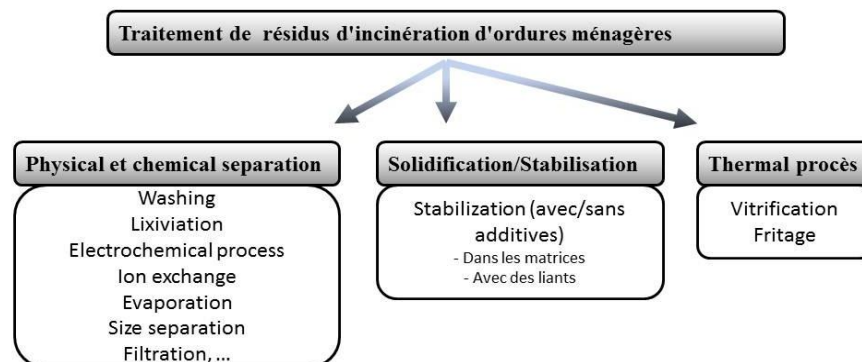 Traitement de résidus d'incinération d'ordures ménagères
Physical et chemical separation
Washing
Lixiviation
Electrochemical process
Ion exchange
Evaporation
Size separation
Filtration, ...
Solidification/Stabilisation
Stabilization (avec/sans
additives)
- Dans les matrices
- Avec des liants
Thermal procès
Vitrification
Fritage